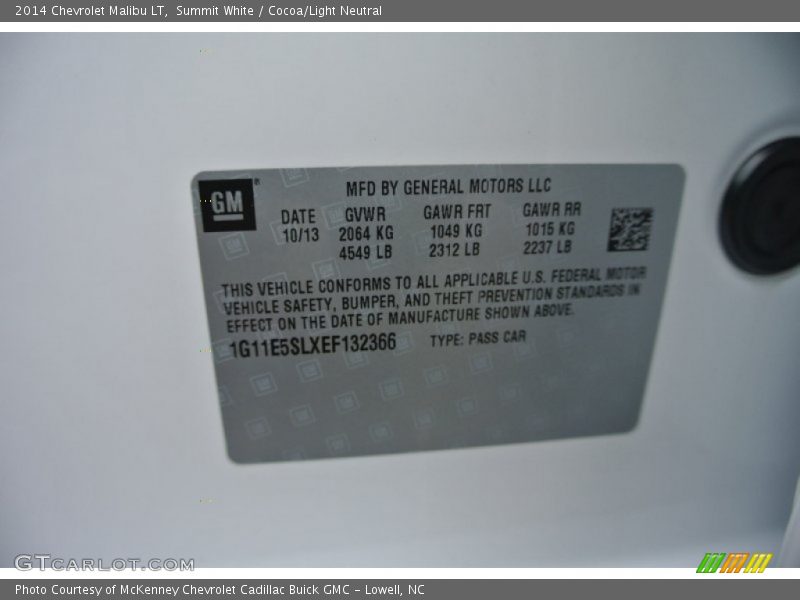 2014 Chevrolet Malibu LT, Summit White / Cocoa/Light Neutral
GM
MFD BY GENERAL MOTORS LLC
DATE GVWR GAWR FRT GAWR RR
10/13 2064 KG 1049 KG 1015 KG
4549 LB 2312 LB 2237 LB
THIS VEHICLE CONFORMS TO ALL APPLICABLE U.S. FEDERAL MOTOR
VEHICLE SAFETY, BUMPER, AND THEFT PREVENTION STANDARDS IN
EFFECT ON THE DATE OF MANUFACTURE SHOWN ABOVE.
1G11E5SLXEF132366 TYPE: PASS CAR
GTCARLOT.COM
Photo Courtesy of McKenney Chevrolet Cadillac Buick GMC - Lowell, NC